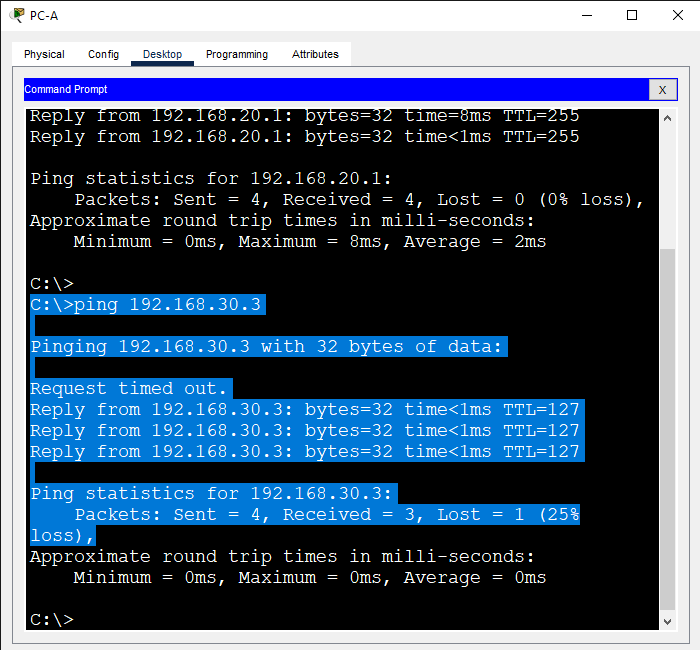 PC-A
Physical Config Desktop Programming Attributes
Command Prompt X
Reply from 192.168.20.1: bytes=32 time=8ms TTL=255
Reply from 192.168.20.1: bytes=32 time<1ms TTL=255
Ping statistics for 192.168.20.1:
Packets: Sent = 4, Received = 4, Lost = 0 (0% loss),
Approximate round trip times in milli-seconds:
Minimum = 0ms, Maximum = 8ms, Average = 2ms
C:\>
C:\>ping 192.168.30.3
Pinging 192.168.30.3 with 32 bytes of data:
Request timed out.
Reply from 192.168.30.3: bytes=32 time<1ms TTL=127
Reply from 192.168.30.3: bytes=32 time<1ms TTL=127
Reply from 192.168.30.3: bytes=32 time<1ms TTL=127
Ping statistics for 192.168.30.3:
Packets: Sent = 4, Received = 3, Lost = 1 (25%
loss),
Approximate round trip times in milli-seconds:
Minimum = 0ms, Maximum = 0ms, Average = 0ms
C:\>